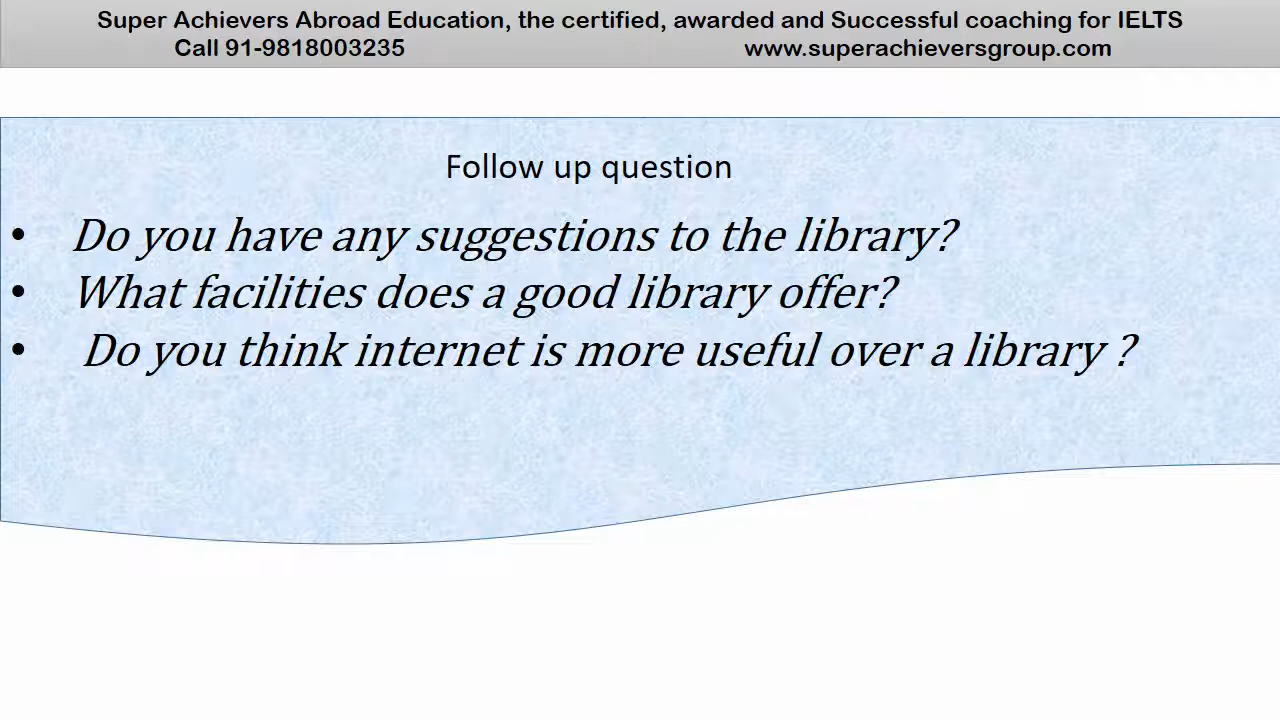 Super Achievers Abroad Education, the certified, awarded and Successful coaching for IELTS
Call 91-9818003235 www.superachieversgroup.com
Follow up question
• Do you have any suggestions to the library?
• What facilities does a good library offer?
• Do you think internet is more useful over a library ?